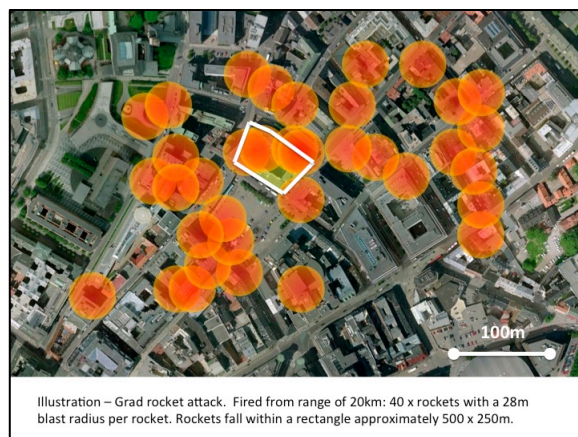 100m
Illustration – Grad rocket attack.  Fired from range of 20km: 40 x rockets with a 28m
blast radius per rocket. Rockets fall within a rectangle approximately 500 x 250m.